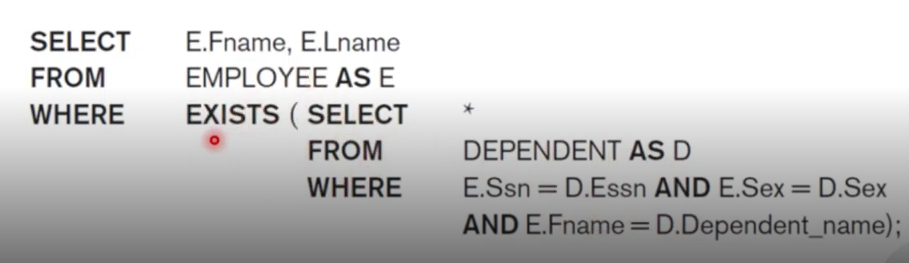 SELECT E.Fname, E.Lname
FROM EMPLOYEE AS E
WHERE EXISTS ( SELECT *
FROM DEPENDENT AS D
WHERE E.Ssn = D.Essn AND E.Sex = D.Sex
AND E.Fname = D.Dependent_name);